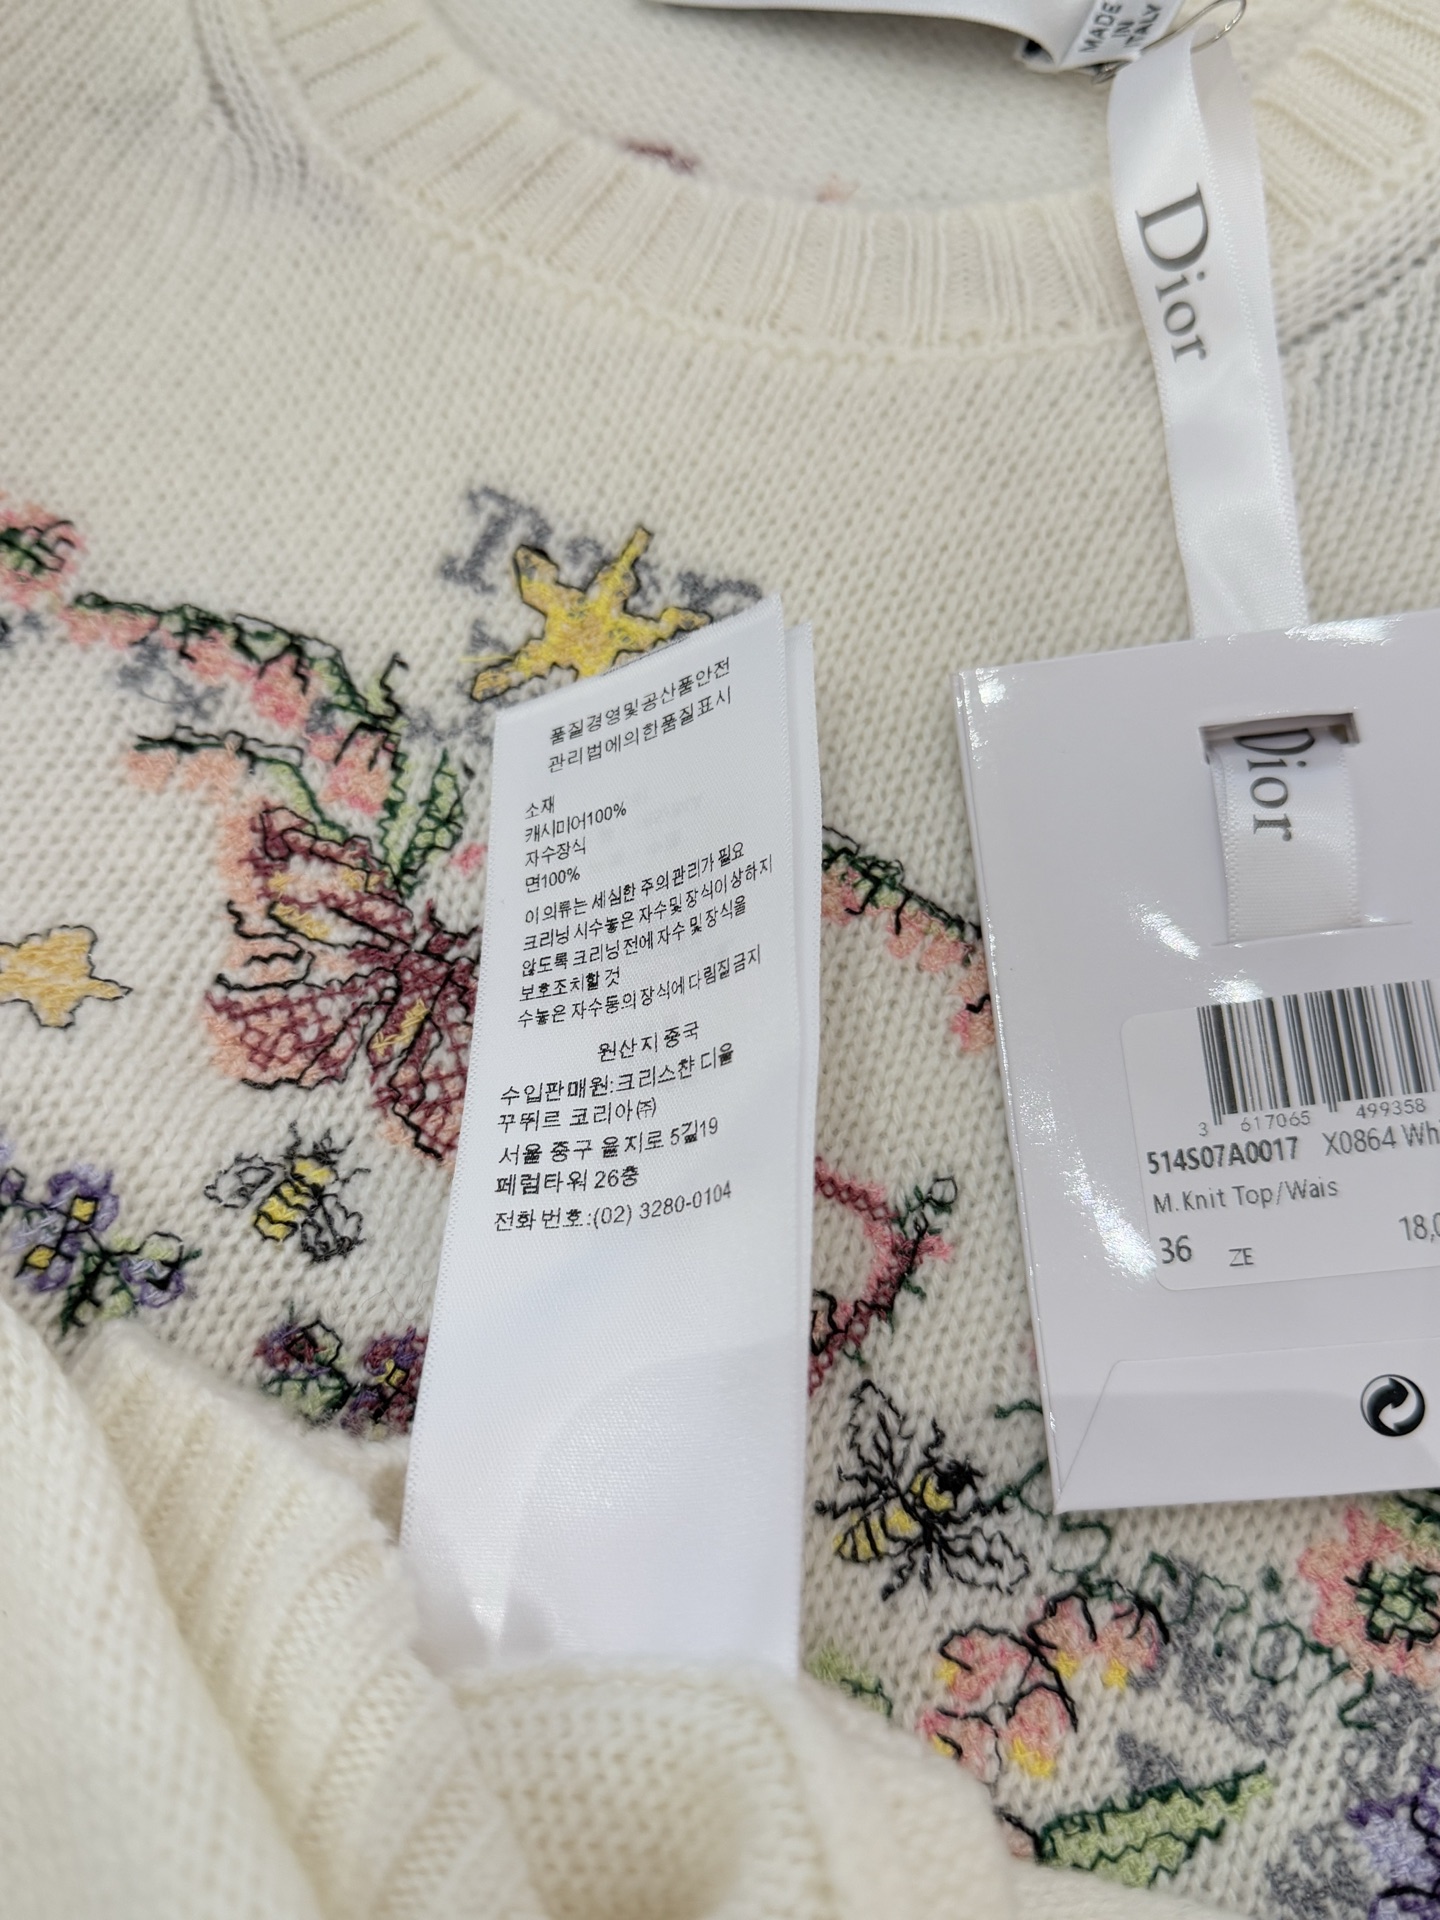 MADE
IN
ITALY
Dior
Dior
품질경영및공산품안전
관리법에의한품질표시
소재
캐시미어100%
자수장식
면100%
이의류는 세심한 주의관리가 필요
크리닝 시수놓은 자수및장식이상하지
않도록 크리닝 전에 자수 및 장식을
보호조치할 것
수놓은 자수등의 장식에 다림질금지
원산지 중국
수입판매원:크리스챤 디올
꾸뛰르 코리아㈜
서울 중구 을지로 5길19
페럼타워 26층
전화 번호:(02) 3280-0104
3 617065 499358
514S07A0017 X0864 Wh
M.Knit Top/Wais
36 ZE 18,0